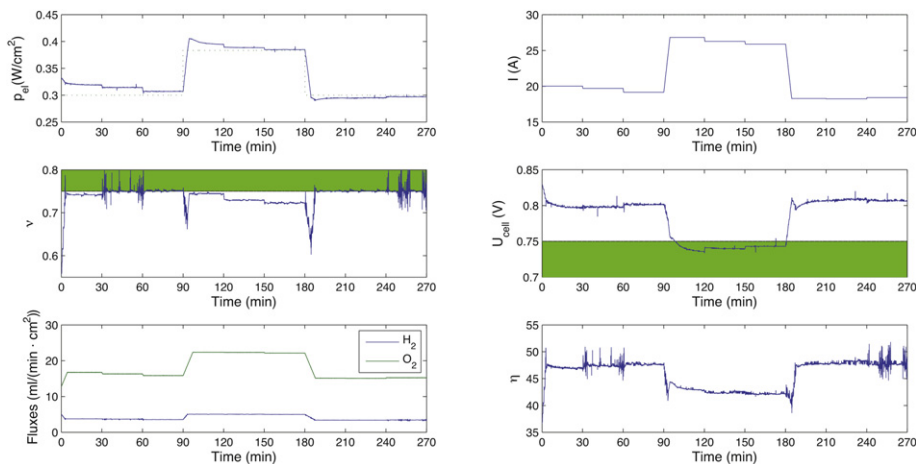 0.45
0.4
0.35
0.3
0.25
p_el(W/cm²)
0 30 60 90 120 150 180 210 240 270
Time (min)
30
25
20
15
I (A)
0 30 60 90 120 150 180 210 240 270
Time (min)
0.8
0.7
0.6
ν
0 30 60 90 120 150 180 210 240 270
Time (min)
0.85
0.8
0.75
0.7
U_cell (V)
0 30 60 90 120 150 180 210 240 270
Time (min)
30
20
10
0
Fluxes (ml/(min · cm²))
H₂
O₂
0 30 60 90 120 150 180 210 240 270
Time (min)
55
50
45
40
35
η
0 30 60 90 120 150 180 210 240 270
Time (min)